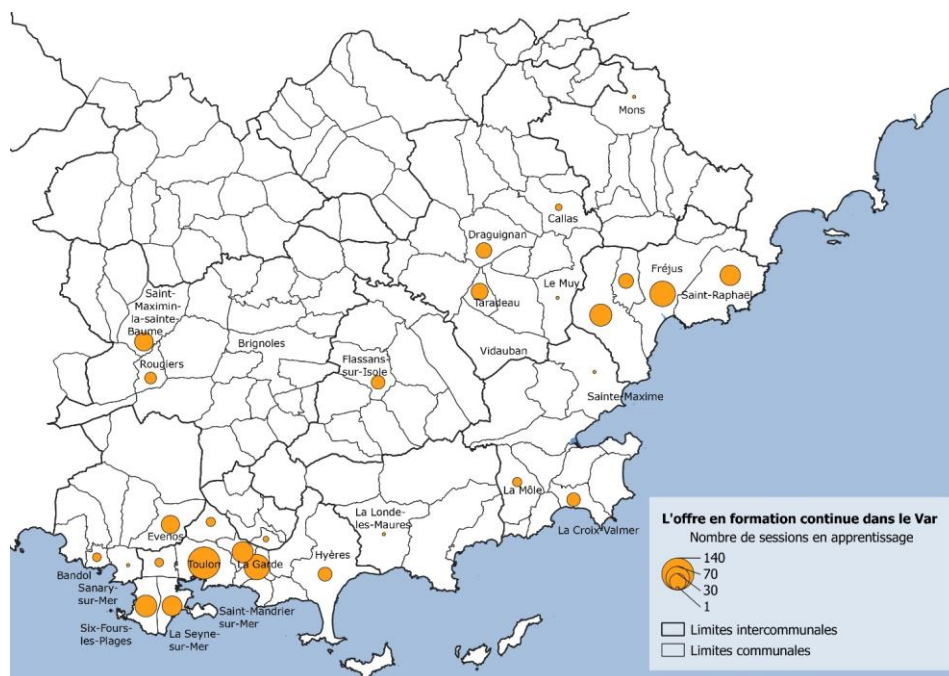 Mons
Callas
Draguignan
Le Muy
Fréjus
Saint-Raphaël
Taradeau
Saint-
Maximin-
la-sainte-
Baume
Brignoles
Vidauban
Rougiers
Flassans-
sur-Isole
Sainte-Maxime
La Môle
La Londe-
les-Maures
La Croix-Valmer
Evenos
Toulon
La Garde
Hyères
Bandol
Sanary-
sur-Mer
Saint-Mandrier
sur-Mer
Six-Fours-
les-Plages
La Seyne-
sur-Mer
L'offre en formation continue dans le Var
Nombre de sessions en apprentissage
140
70
30
1
Limites intercommunales
Limites communales